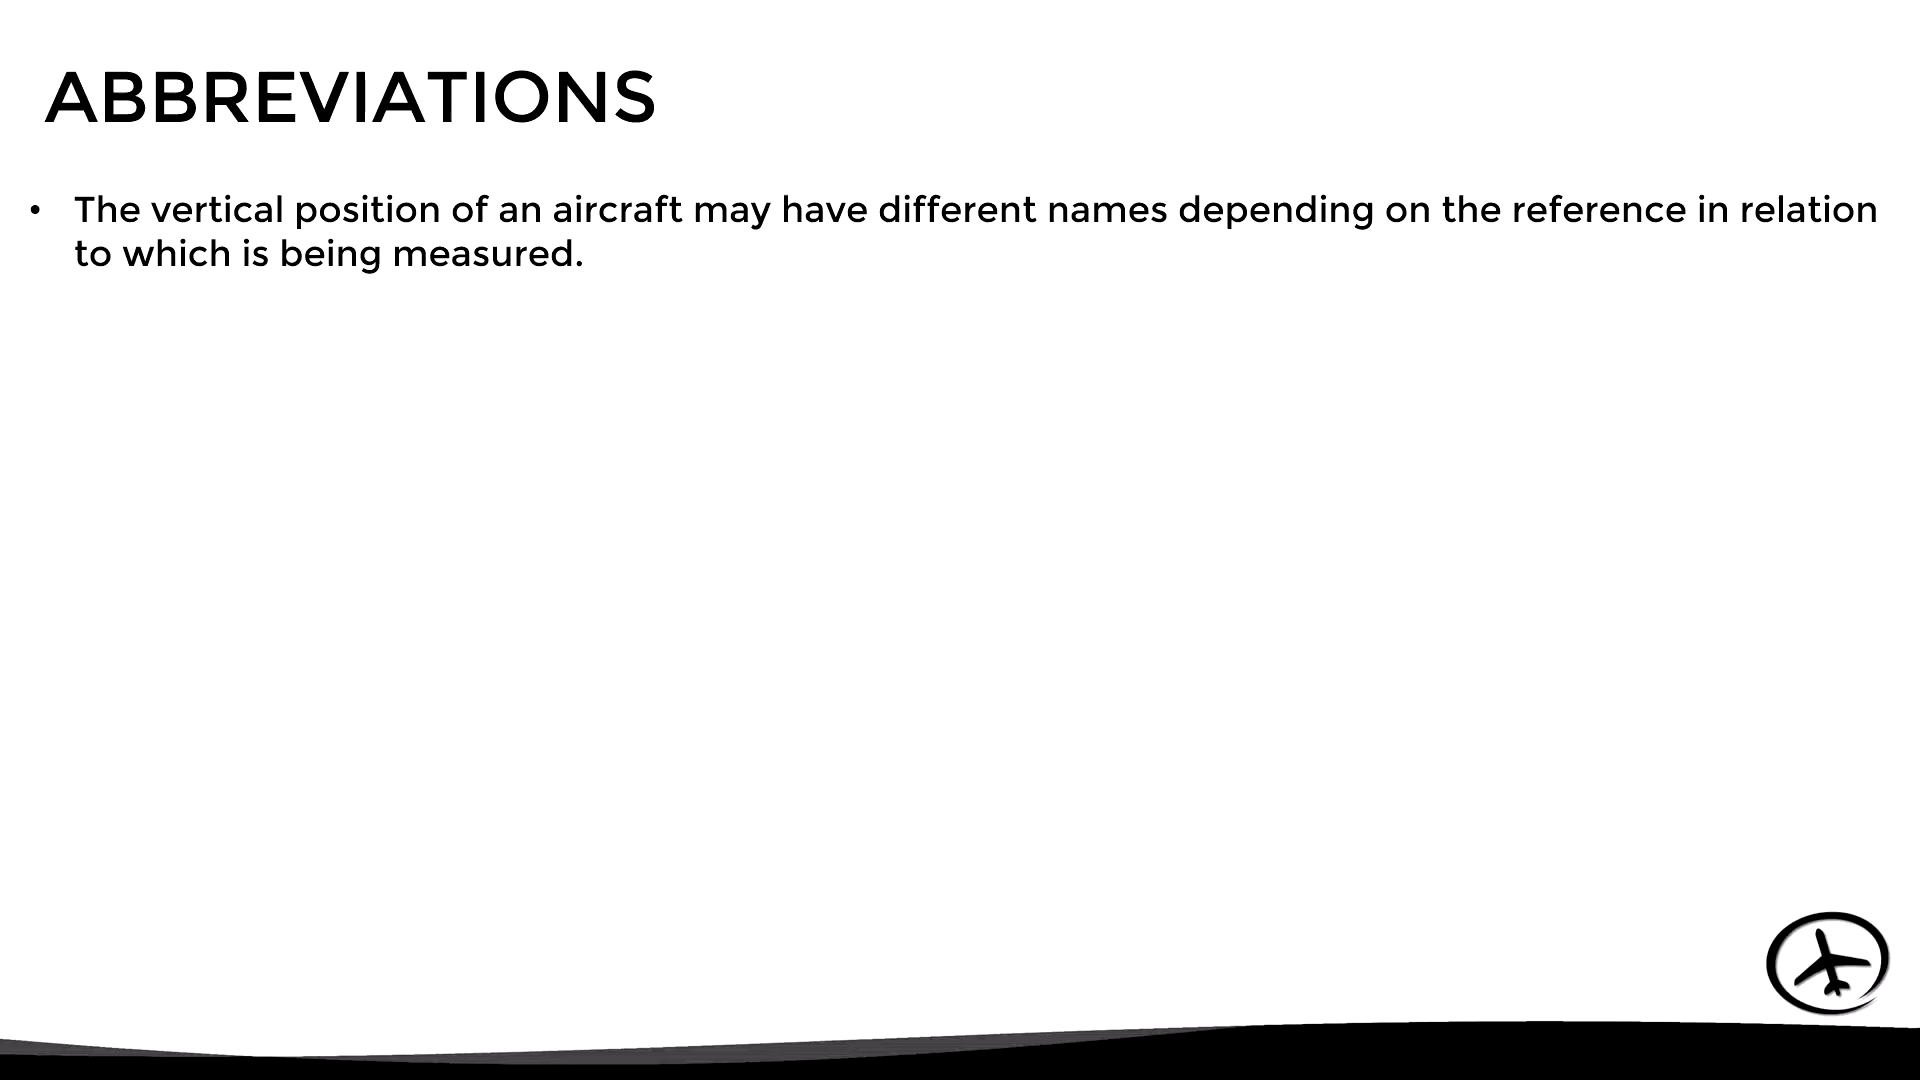 ABBREVIATIONS
• The vertical position of an aircraft may have different names depending on the reference in relation
to which is being measured.